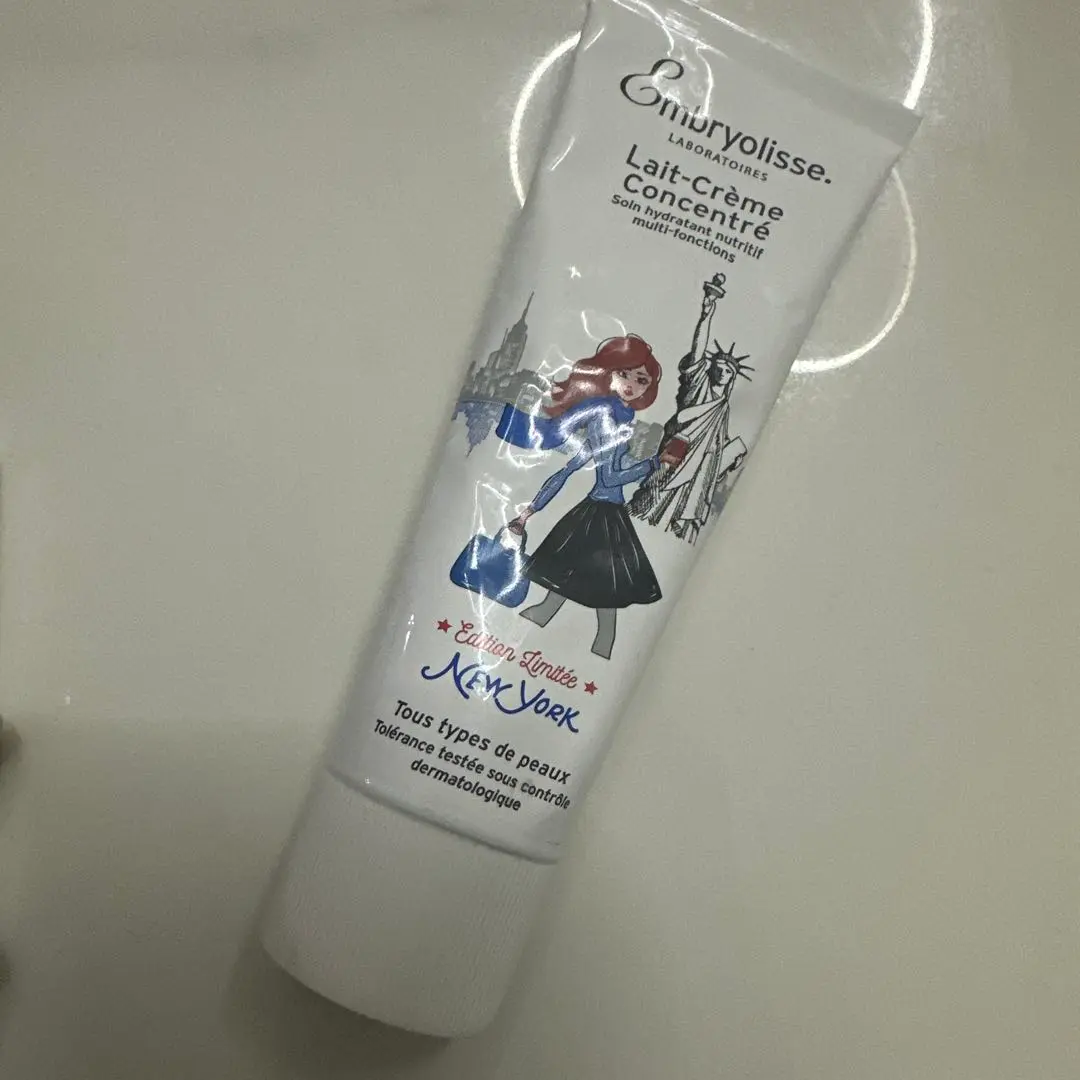 Embryolisse.
LABORATOIRES
Lait-Crème
Concentré
Soin hydratant nutritif
multi-fonctions
★ Edition Limitée ★
NEW YORK
Tous types de peaux
Tolérance testée sous contrôle
dermatologique